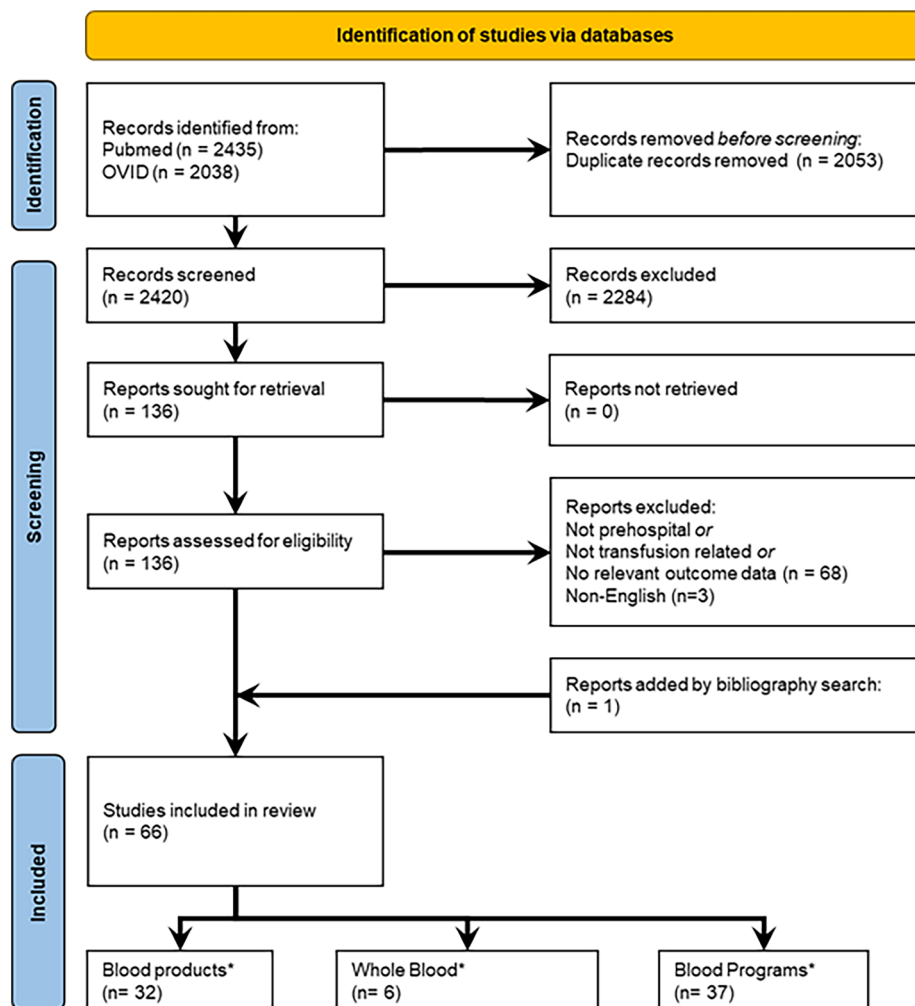 Identification of studies via databases
Identification
Records identified from:
Pubmed (n = 2435)
OVID (n = 2038)
Records removed before screening:
Duplicate records removed (n = 2053)
Screening
Records screened
(n = 2420)
Records excluded
(n = 2284)
Reports sought for retrieval
(n = 136)
Reports not retrieved
(n = 0)
Reports assessed for eligibility
(n = 136)
Reports excluded:
Not prehospital or
Not transfusion related or
No relevant outcome data (n = 68)
Non-English (n=3)
Reports added by bibliography search:
(n = 1)
Included
Studies included in review
(n = 66)
Blood products*
(n= 32)
Whole Blood*
(n= 6)
Blood Programs*
(n= 37)